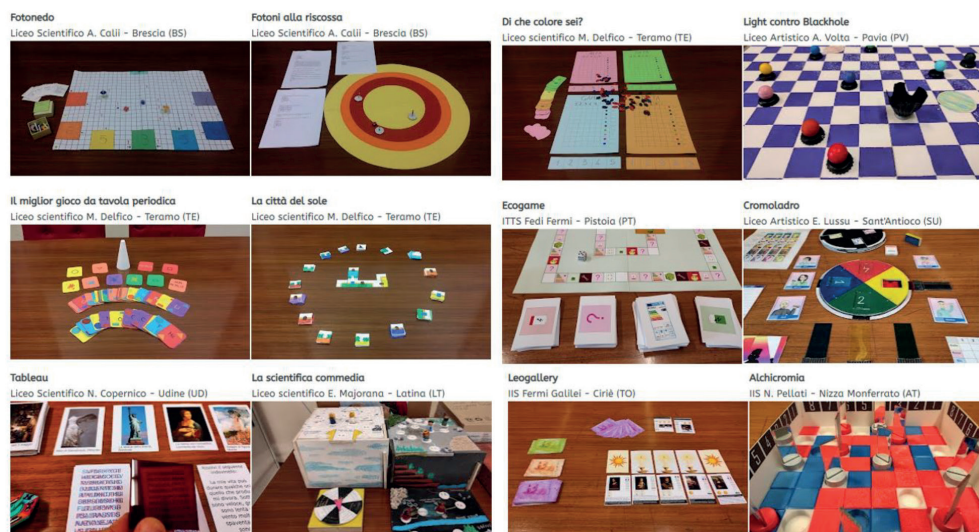 Fotonedo
Liceo Scientifico A. Calii - Brescia (BS)
Fotoni alla riscossa
Liceo Scientifico A. Calii - Brescia (BS)
Di che colore sei?
Liceo scientifico M. Delfico - Teramo (TE)
Light contro Blackhole
Liceo Artistico A. Volta - Pavia (PV)
Il miglior gioco da tavola periodica
Liceo scientifico M. Delfico - Teramo (TE)
La città del sole
Liceo scientifico M. Delfico - Teramo (TE)
Ecogame
ITTS Fedi Fermi - Pistoia (PT)
Cromoladro
Liceo Artistico E. Lussu - Sant'Antioco (SU)
Tableau
Liceo Scientifico N. Copernico - Udine (UD)
La scientifica commedia
Liceo scientifico E. Majorana - Latina (LT)
Leogallery
IIS Fermi Galilei - Ciriè (TO)
Alchicromia
IIS N. Pellati - Nizza Monferrato (AT)